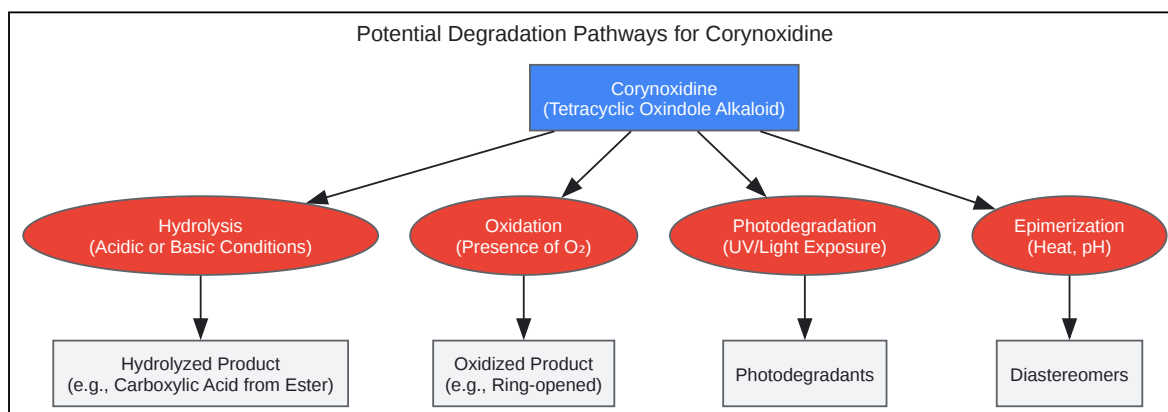 Potential Degradation Pathways for Corynoxidine
Corynoxidine
(Tetracyclic Oxindole Alkaloid)
Hydrolysis
(Acidic or Basic Conditions)
Oxidation
(Presence of O₂)
Photodegradation
(UV/Light Exposure)
Epimerization
(Heat, pH)
Hydrolyzed Product
(e.g., Carboxylic Acid from Ester)
Oxidized Product
(e.g., Ring-opened)
Photodegradants
Diastereomers